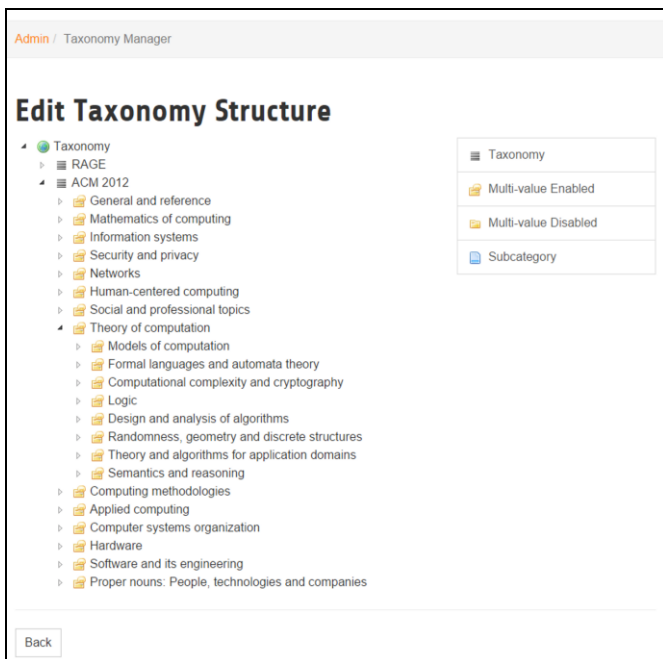 Admin / Taxonomy Manager
Edit Taxonomy Structure
Taxonomy
RAGE
ACM 2012
General and reference
Mathematics of computing
Information systems
Security and privacy
Networks
Human-centered computing
Social and professional topics
Theory of computation
Models of computation
Formal languages and automata theory
Computational complexity and cryptography
Logic
Design and analysis of algorithms
Randomness, geometry and discrete structures
Theory and algorithms for application domains
Semantics and reasoning
Computing methodologies
Applied computing
Computer systems organization
Hardware
Software and its engineering
Proper nouns: People, technologies and companies
Taxonomy
Multi-value Enabled
Multi-value Disabled
Subcategory
Back